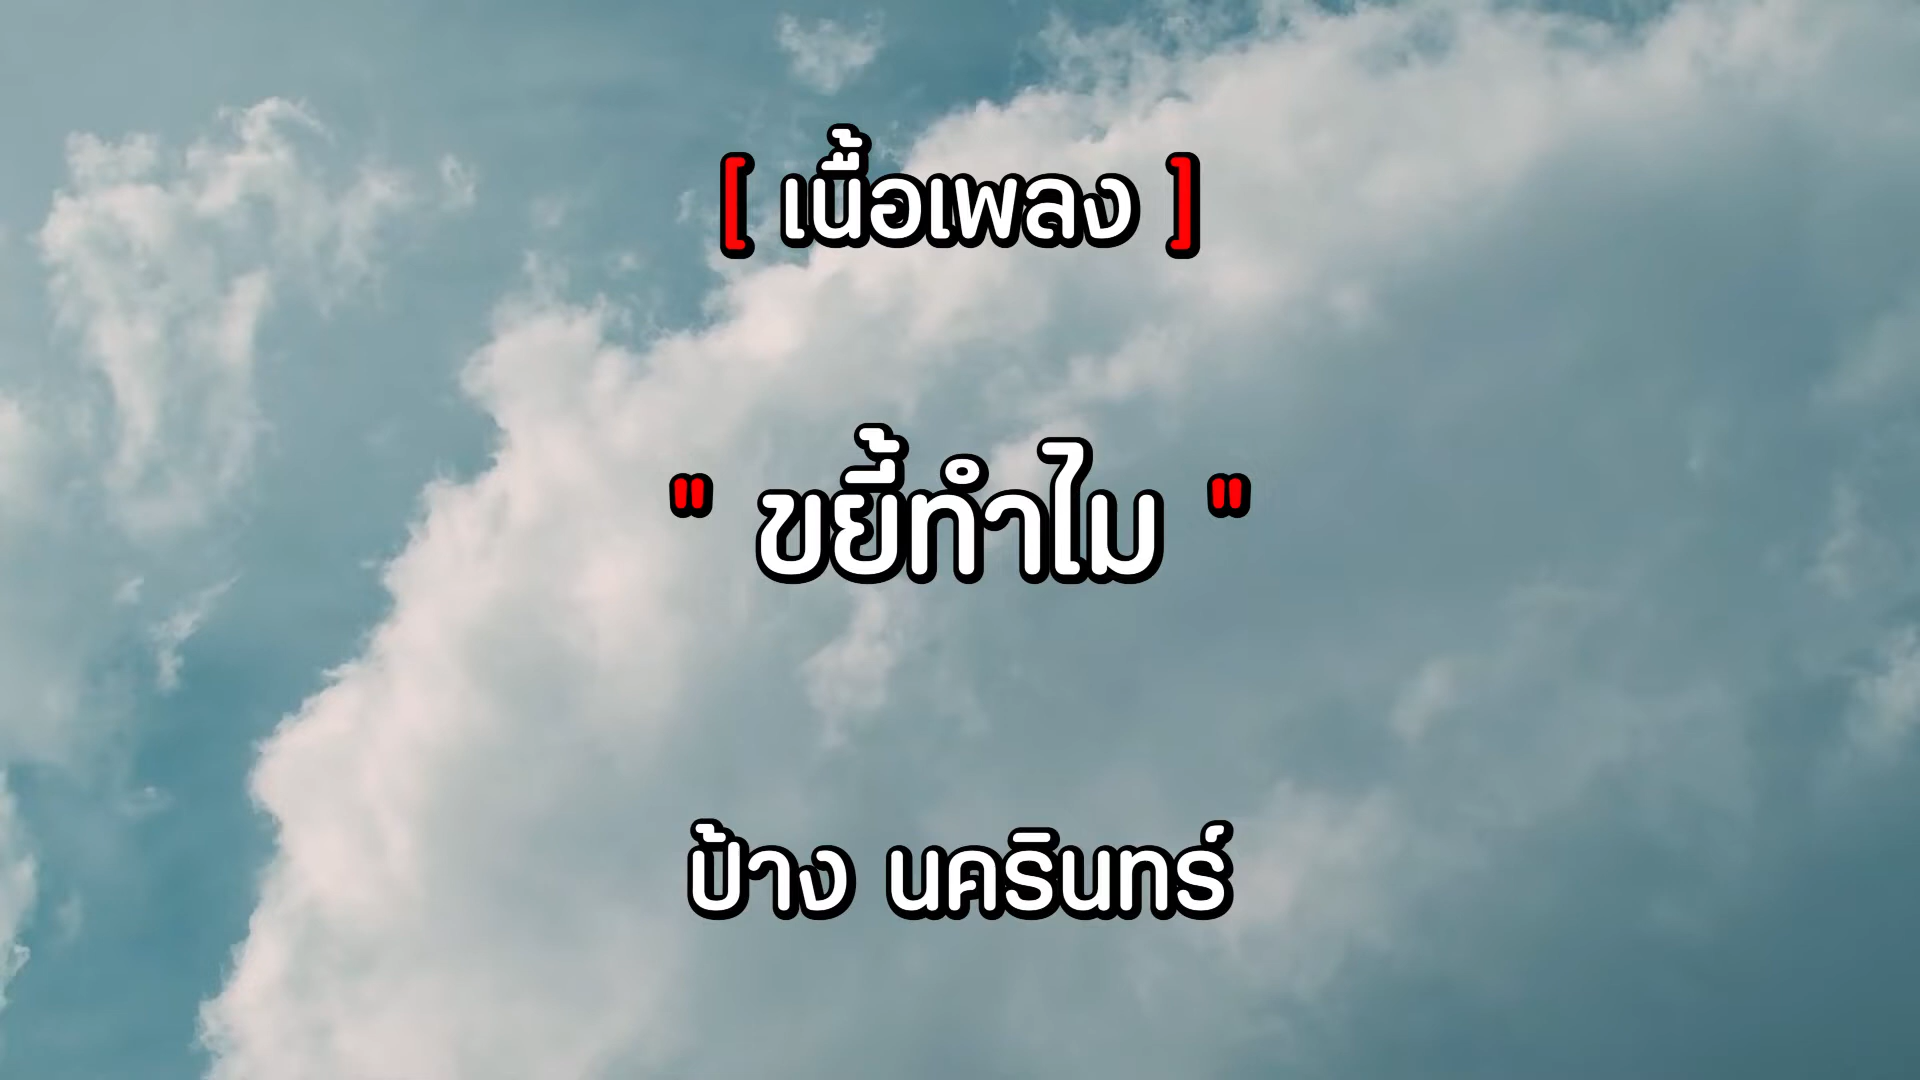 [ เนื้อเพลง ]
" ขยี้ทำไม "
ป้าง นครินทร์